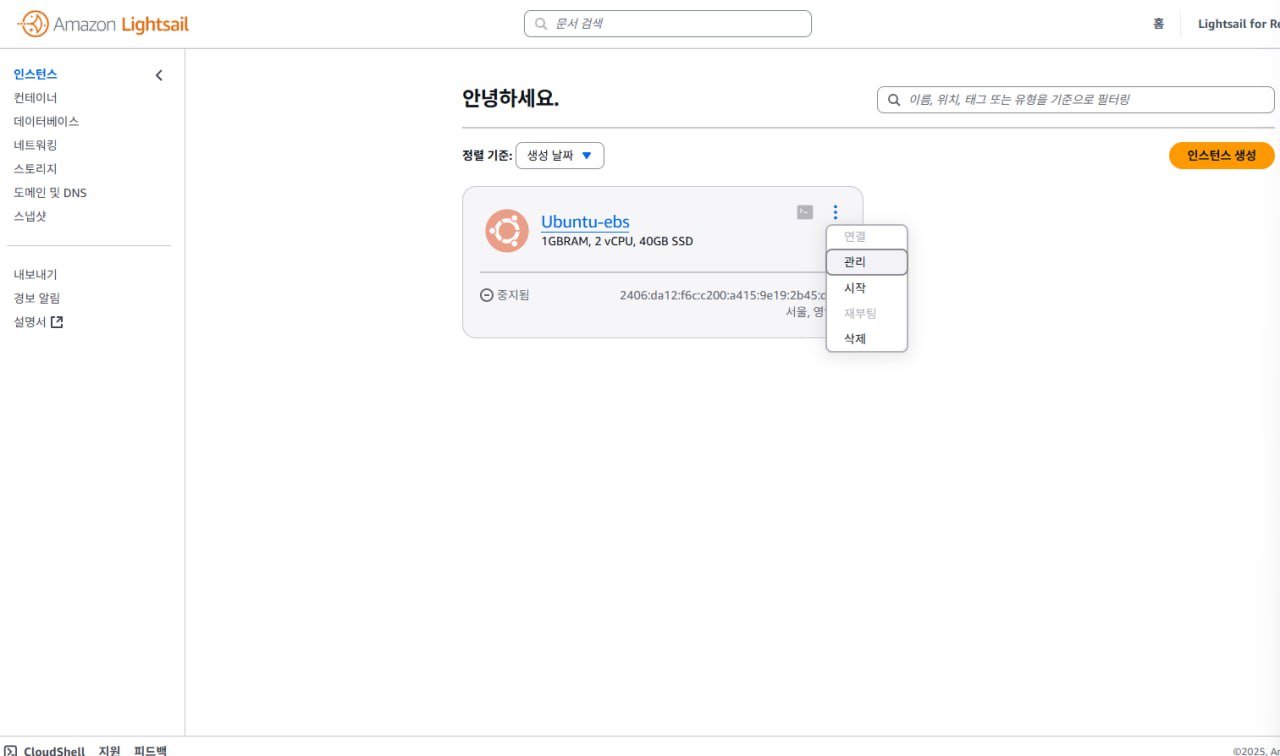 Amazon Lightsail
문서 검색
홈
Lightsail for Re
인스턴스
컨테이너
데이터베이스
네트워킹
스토리지
도메인 및 DNS
스냅샷
내보내기
경보 알림
설명서
안녕하세요.
이름, 위치, 태그 또는 유형을 기준으로 필터링
정렬 기준:
생성 날짜
인스턴스 생성
Ubuntu-ebs
1GBRAM, 2 vCPU, 40GB SSD
중지됨
2406:da12:f6c:c200:a415:9e19:2b45:c
서울, 영
연결
관리
시작
재부팅
삭제
CloudShell
지원
피드백
©2025, A